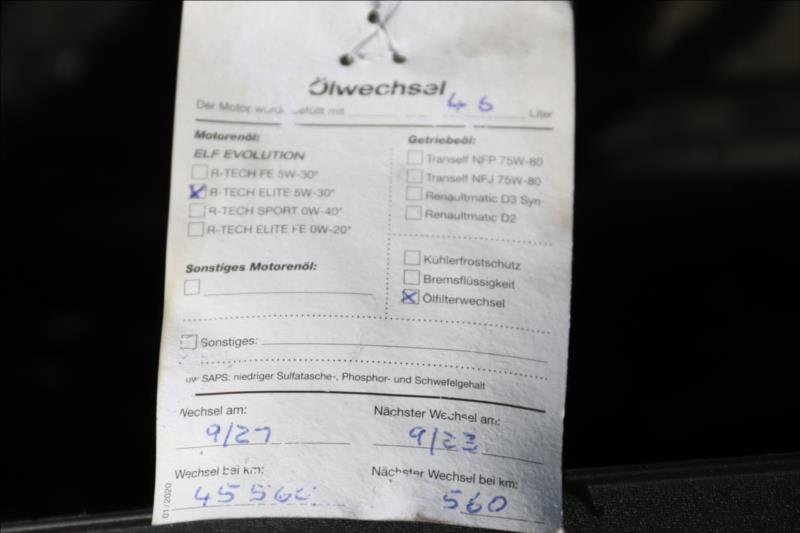 Ölwechsel
Der Motor wurde befüllt mit 4 6 Liter
Motorenöl:
ELF EVOLUTION
R-TECH FE 5W-30*
R-TECH ELITE 5W-30*
R-TECH SPORT 0W-40*
R-TECH ELITE FE 0W-20*
Sonstiges Motorenöl:
Getriebeöl:
Tranself NFP 75W-80
Tranself NFJ 75W-80
Renaultmatic D3 Syn
Renaultmatic D2
Kühlerfrostschutz
Bremsflüssigkeit
Ölfilterwechsel
Sonstiges:
SAPS: niedriger Sulfatasche-, Phosphor- und Schwefelgehalt
Wechsel am:
Nächster Wechsel am:
9/23
Wechsel bei km:
Nächster Wechsel bei km:
560
01/2020